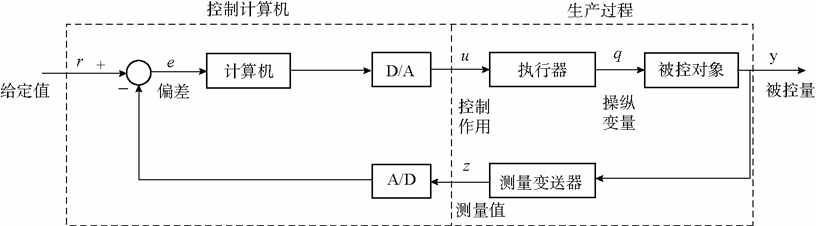 控制计算机
生产过程
r
+
e
u
q
y
给定值
−
偏差
计算机
D/A
执行器
被控对象
被控量
控制
作用
操纵
变量
A/D
z
测量变送器
测量值